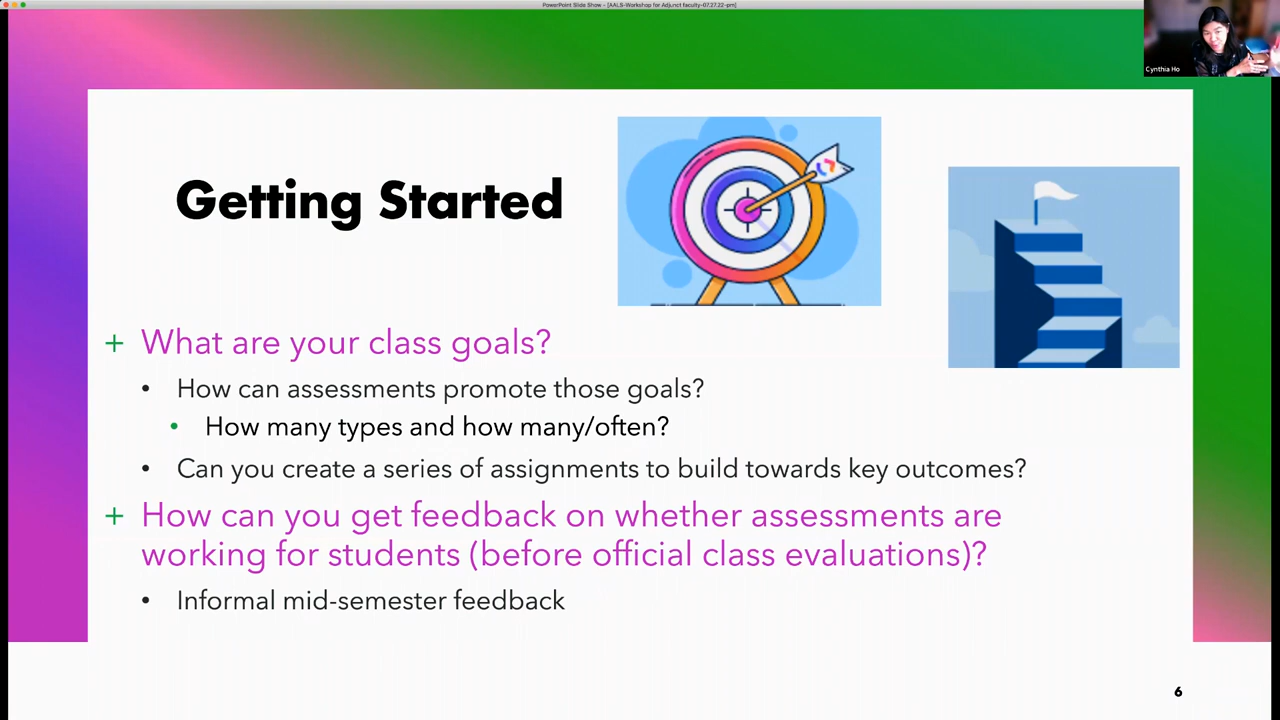 PowerPoint Slide Show - [AALS-Workshop for Adjunct faculty-07.27.22-pm]
Cynthia Ho
Getting Started
+ What are your class goals?
• How can assessments promote those goals?
• How many types and how many/often?
• Can you create a series of assignments to build towards key outcomes?
+ How can you get feedback on whether assessments are
working for students (before official class evaluations)?
• Informal mid-semester feedback
6